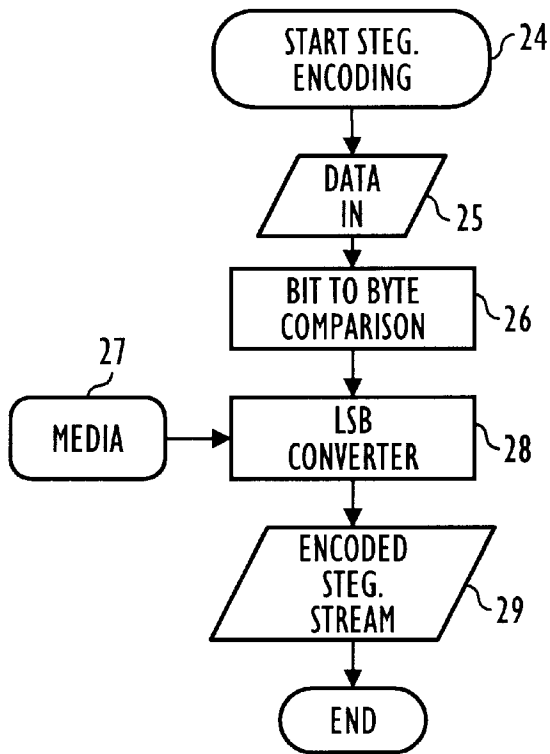 START STEG.
ENCODING
24
DATA
IN
25
BIT TO BYTE
COMPARISON
26
27
MEDIA
LSB
CONVERTER
28
ENCODED
STEG.
STREAM
29
END